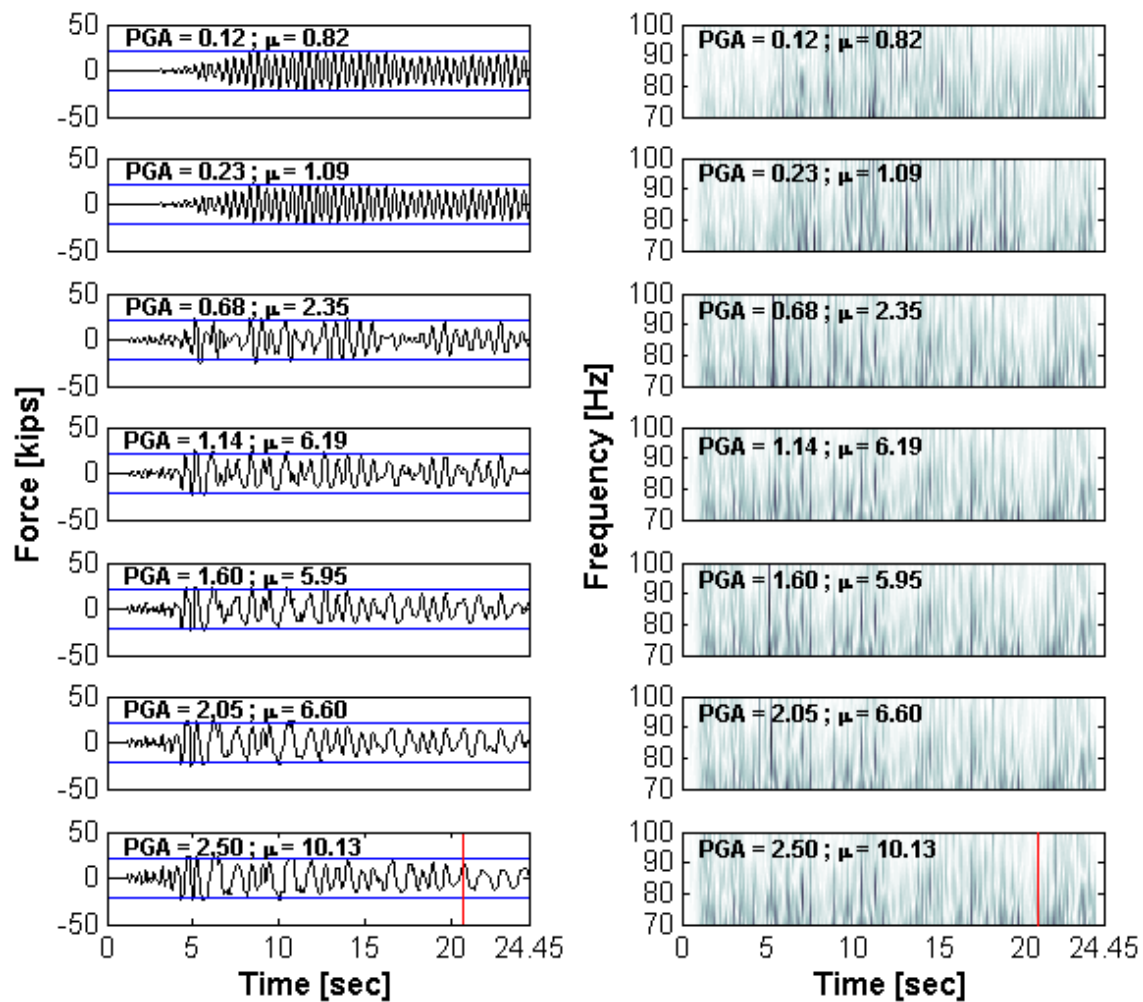 Force [kips]
50
0
-50
PGA = 0.12 ; μ = 0.82
50
0
-50
PGA = 0.23 ; μ = 1.09
50
0
-50
PGA = 0.68 ; μ = 2.35
50
0
-50
PGA = 1.14 ; μ = 6.19
50
0
-50
PGA = 1.60 ; μ = 5.95
50
0
-50
PGA = 2.05 ; μ = 6.60
50
0
-50
PGA = 2.50 ; μ = 10.13
0 5 10 15 20 24.45
Time [sec]
Frequency [Hz]
100
90
80
70
PGA = 0.12 ; μ = 0.82
100
90
80
70
PGA = 0.23 ; μ = 1.09
100
90
80
70
PGA = 0.68 ; μ = 2.35
100
90
80
70
PGA = 1.14 ; μ = 6.19
100
90
80
70
PGA = 1.60 ; μ = 5.95
100
90
80
70
PGA = 2.05 ; μ = 6.60
100
90
80
70
PGA = 2.50 ; μ = 10.13
0 5 10 15 20 24.45
Time [sec]